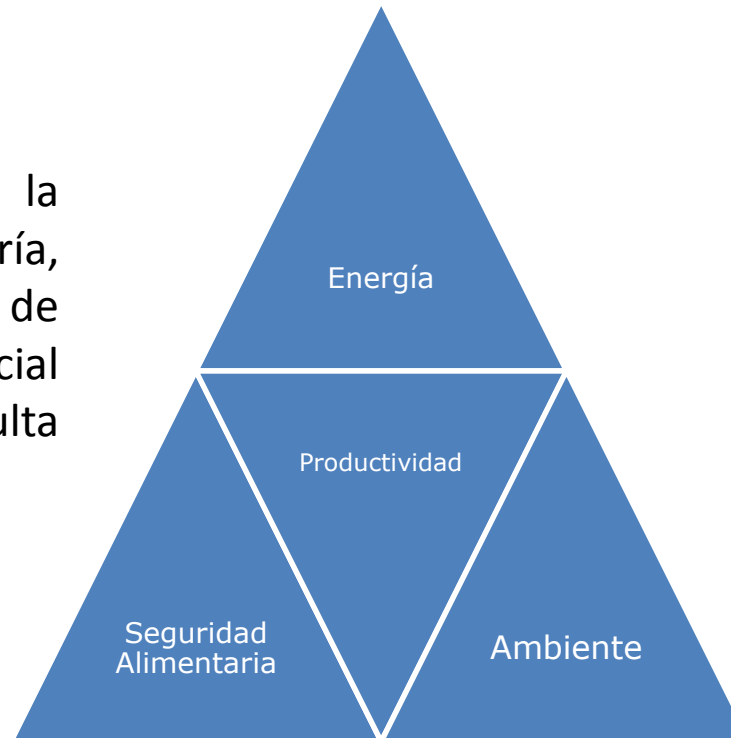 la
ría,
de
cial
ulta
Energía
Productividad
Seguridad
Alimentaria
Ambiente